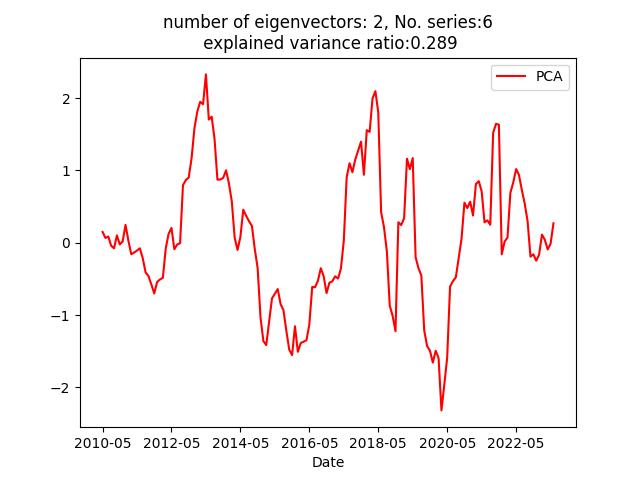 number of eigenvectors: 2, No. series:6
explained variance ratio:0.289
PCA
2
1
0
−1
−2
2010-05 2012-05 2014-05 2016-05 2018-05 2020-05 2022-05
Date